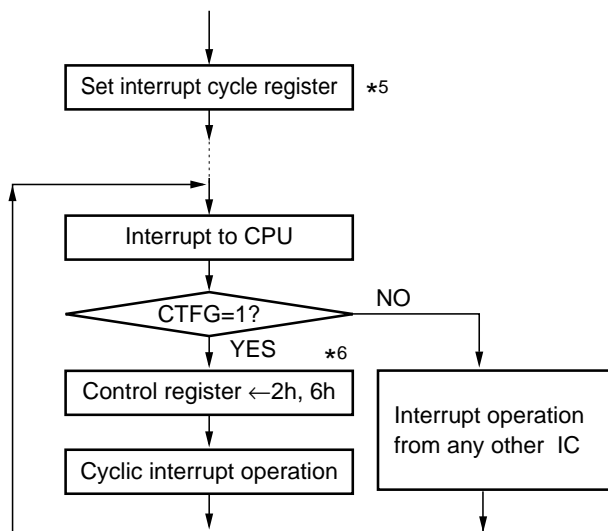 Set interrupt cycle register *5
Interrupt to CPU
CTFG=1?
NO
YES
*6
Control register ←2h, 6h
Interrupt operation
from any other IC
Cyclic interrupt operation